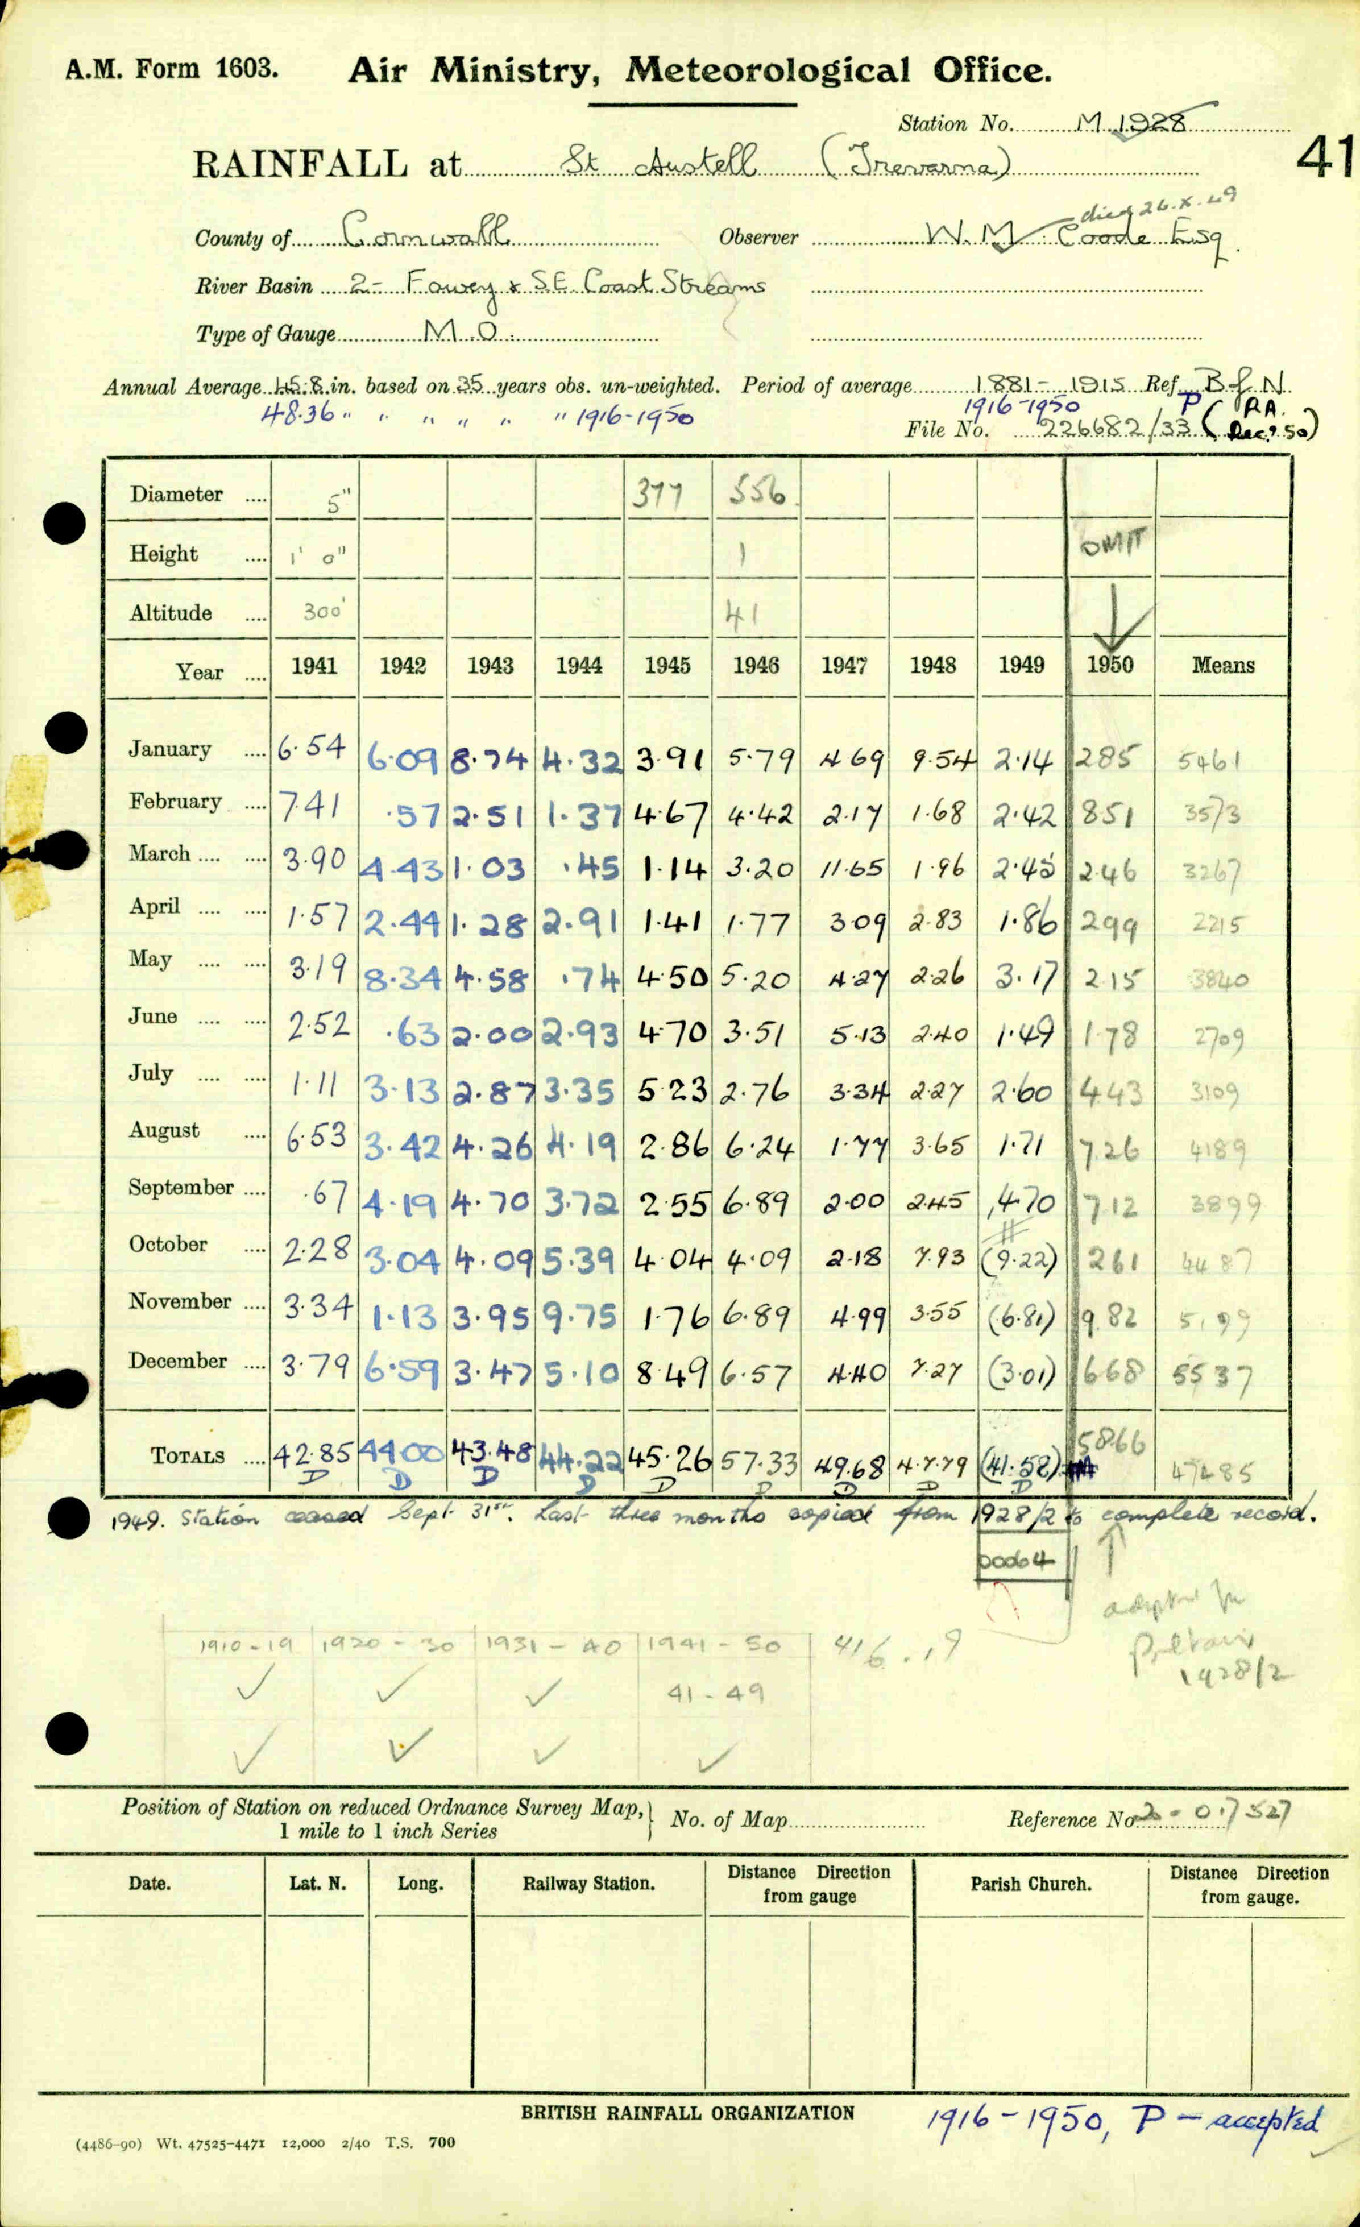 A.M. Form 1603. Air Ministry, Meteorological Office.
Station No. M 1928
41
RAINFALL at St Austell (Trevarna)
died 26.X.49
County of Cornwall Observer W.M. Coode Esq.
River Basin 2- Fowey & S.E. Coast Streams
Type of Gauge M.O.
Annual Average 45.8 in. based on 35 years obs. un-weighted. Period of average 1881-1915 Ref. B of N
48.36 " " " " " " 1916-1950 1916-1950 P (R.A.
File No. 226682/33 Rec. 50)
Diameter .... 5" 377 556
Height .... 1' 0" 1 OMIT
Altitude .... 300' 41
Year .... 1941 1942 1943 1944 1945 1946 1947 1948 1949 1950 Means
January .... 6.54 6.09 8.74 4.32 3.91 5.79 4.69 9.54 2.14 285 5461
February .... 7.41 .57 2.51 1.37 4.67 4.42 2.17 1.68 2.42 851 3573
March .... .... 3.90 4.43 1.03 .45 1.14 3.20 11.65 1.96 2.45 2.46 3267
April .... .... 1.57 2.44 1.28 2.91 1.41 1.77 3.09 2.83 1.86 299 2215
May .... .... 3.19 8.34 4.58 .74 4.50 5.20 4.27 2.26 3.17 2.15 3840
June .... .... 2.52 .63 2.00 2.93 4.70 3.51 5.13 2.40 1.49 1.78 2709
July .... .... 1.11 3.13 2.87 3.35 5.23 2.76 3.34 2.27 2.60 4.43 3109
August .... 6.53 3.42 4.26 4.19 2.86 6.24 1.77 3.65 1.71 7.26 4189
September .... .67 4.19 4.70 3.72 2.55 6.89 2.00 2.45 4.70 7.12 3899
October .... 2.28 3.04 4.09 5.39 4.04 4.09 2.18 7.93 (9.22) 261 4487
November .... 3.34 1.13 3.95 9.75 1.76 6.89 4.99 3.55 (6.81) 9.82
December .... 3.79 6.59 3.47 5.10 8.49 6.57 4.40 7.27 (3.01) 668 5537
TOTALS .... 42.85 44.00 43.48 44.22 45.26 57.33 49.68 47.79 (41.58) 58.66 47485
D D D D D D D D D
1949. Station ceased Sept 31st. Last three months copied from 1928/2 to complete record.
00064
1910-19 1920-30 1931-40 1941-50 416.19
1928/2
41-49
Position of Station on reduced Ordnance Survey Map, 1 mile to 1 inch Series } No. of Map Reference No 20-017527
Date. Lat. N. Long. Railway Station. Distance from gauge Direction Parish Church. Distance Direction from gauge.
BRITISH RAINFALL ORGANIZATION 1916-1950, P - accepted
(4486-90) Wt. 47525-4471 12,000 2/40 T.S. 700